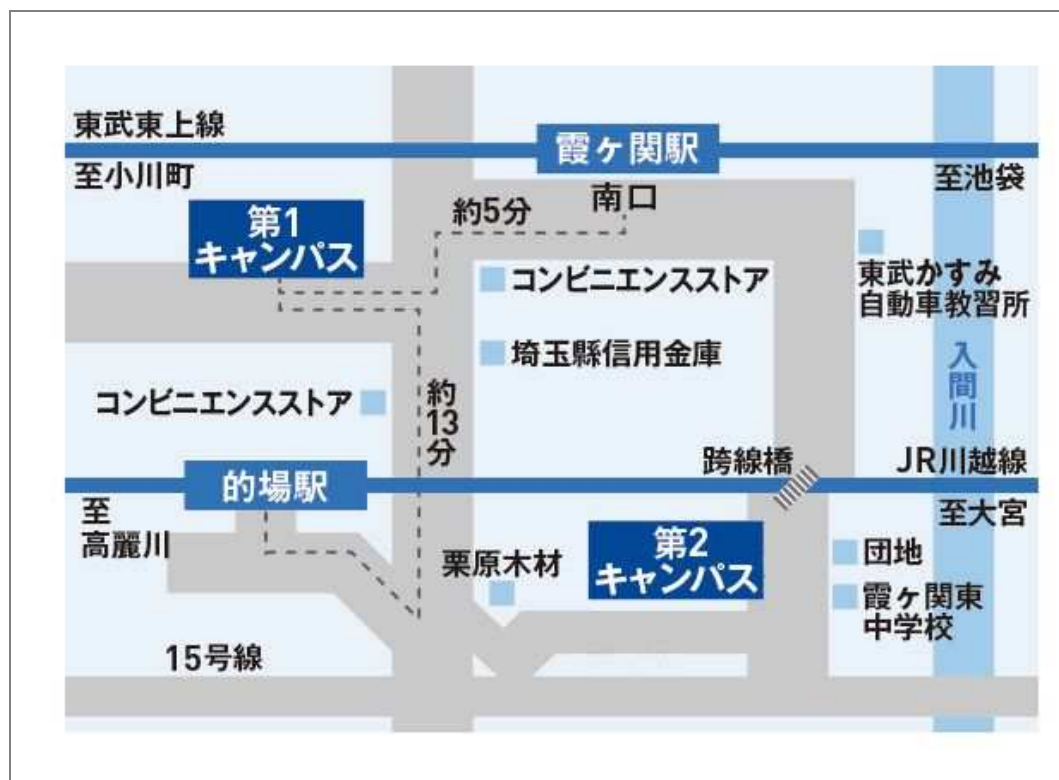 東武東上線
霞ヶ関駅
至小川町
至池袋
南口
約5分
第1
キャンパス
コンビニエンスストア
東武かすみ
自動車教習所
埼玉縣信用金庫
入間川
コンビニエンスストア
約13分
跨線橋
JR川越線
的場駅
至
高麗川
至大宮
第2
キャンパス
栗原木材
団地
霞ヶ関東
中学校
15号線